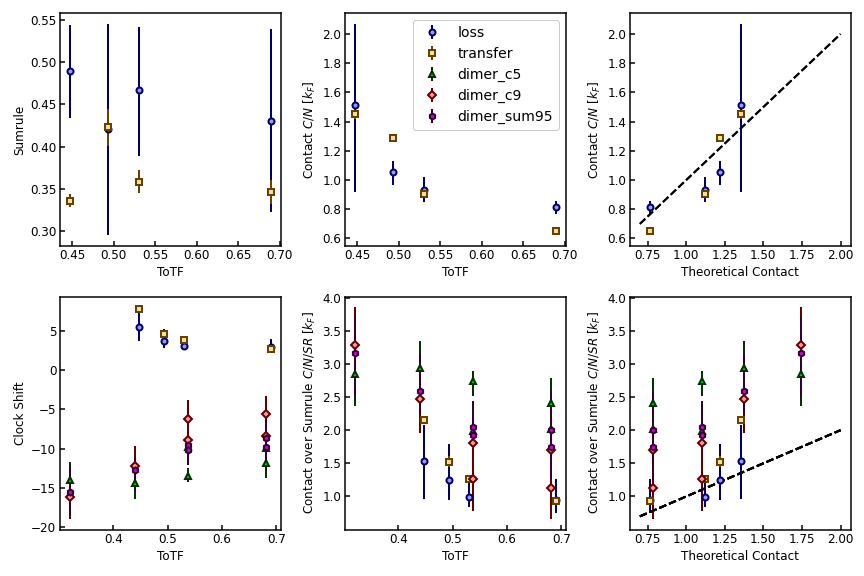 0.55
0.50
0.45
0.40
0.35
0.30
Sumrule
0.45 0.50 0.55 0.60 0.65 0.70
ToTF
2.0
1.8
1.6
1.4
1.2
1.0
0.8
0.6
Contact C/N [k_F]
loss
transfer
dimer_c5
dimer_c9
dimer_sum95
0.45 0.50 0.55 0.60 0.65 0.70
ToTF
2.0
1.8
1.6
1.4
1.2
1.0
0.8
0.6
Contact C/N [k_F]
0.75 1.00 1.25 1.50 1.75 2.00
Theoretical Contact
5
0
−5
−10
−15
−20
Clock Shift
0.4 0.5 0.6 0.7
ToTF
4.0
3.5
3.0
2.5
2.0
1.5
1.0
Contact over Sumrule C/N/SR [k_F]
0.4 0.5 0.6 0.7
ToTF
4.0
3.5
3.0
2.5
2.0
1.5
1.0
Contact over Sumrule C/N/SR [k_F]
0.75 1.00 1.25 1.50 1.75 2.00
Theoretical Contact